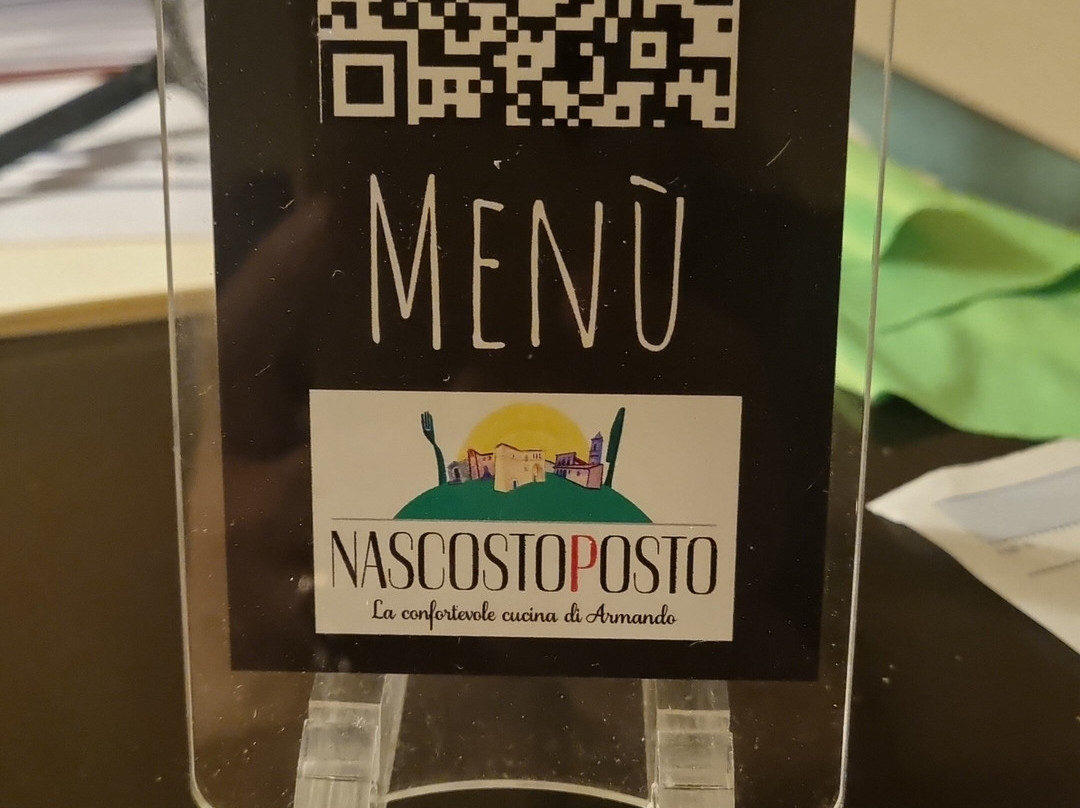 MENÙ
NASCOSTOPOSTO
La confortevole cucina di Armando